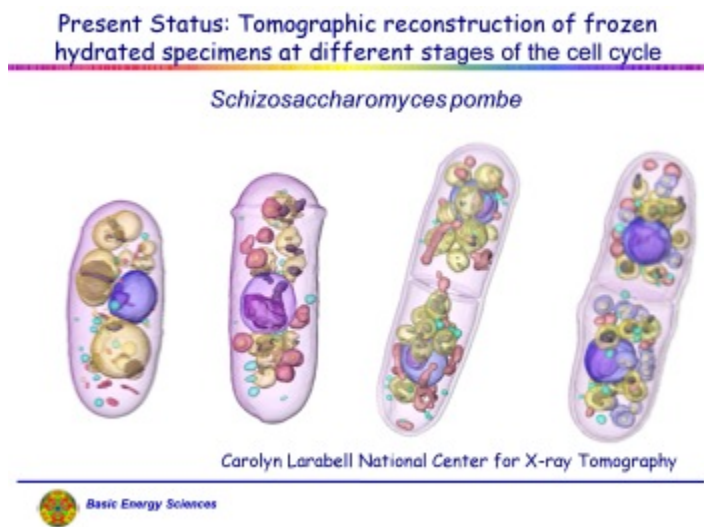 Present Status: Tomographic reconstruction of frozen
hydrated specimens at different stages of the cell cycle
Schizosaccharomyces pombe
Carolyn Larabell National Center for X-ray Tomography
Basic Energy Sciences